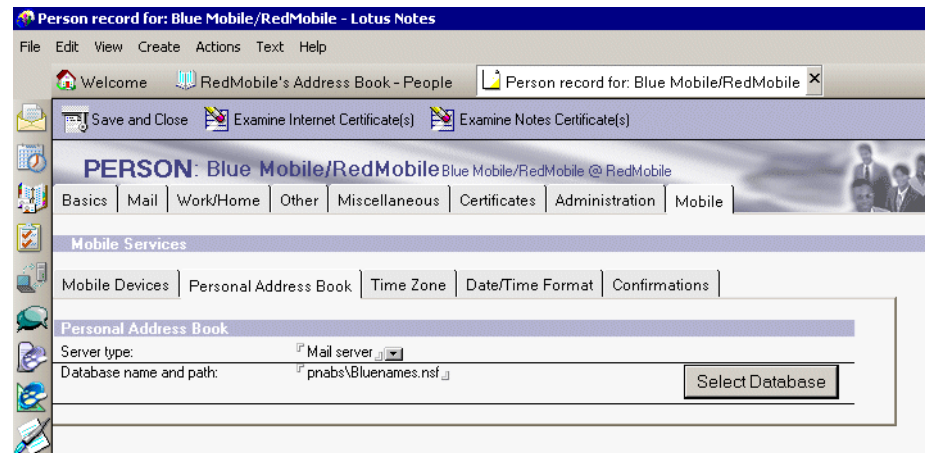 Person record for: Blue Mobile/RedMobile - Lotus Notes
File Edit View Create Actions Text Help
Welcome RedMobile's Address Book - People Person record for: Blue Mobile/RedMobile
Save and Close Examine Internet Certificate(s) Examine Notes Certificate(s)
PERSON: Blue Mobile/RedMobile Blue Mobile/RedMobile @ RedMobile
Basics Mail Work/Home Other Miscellaneous Certificates Administration Mobile
Mobile Services
Mobile Devices Personal Address Book Time Zone Date/Time Format Confirmations
Personal Address Book
Server type: Mail server
Database name and path: pnabs\Bluenames.nsf
Select Database